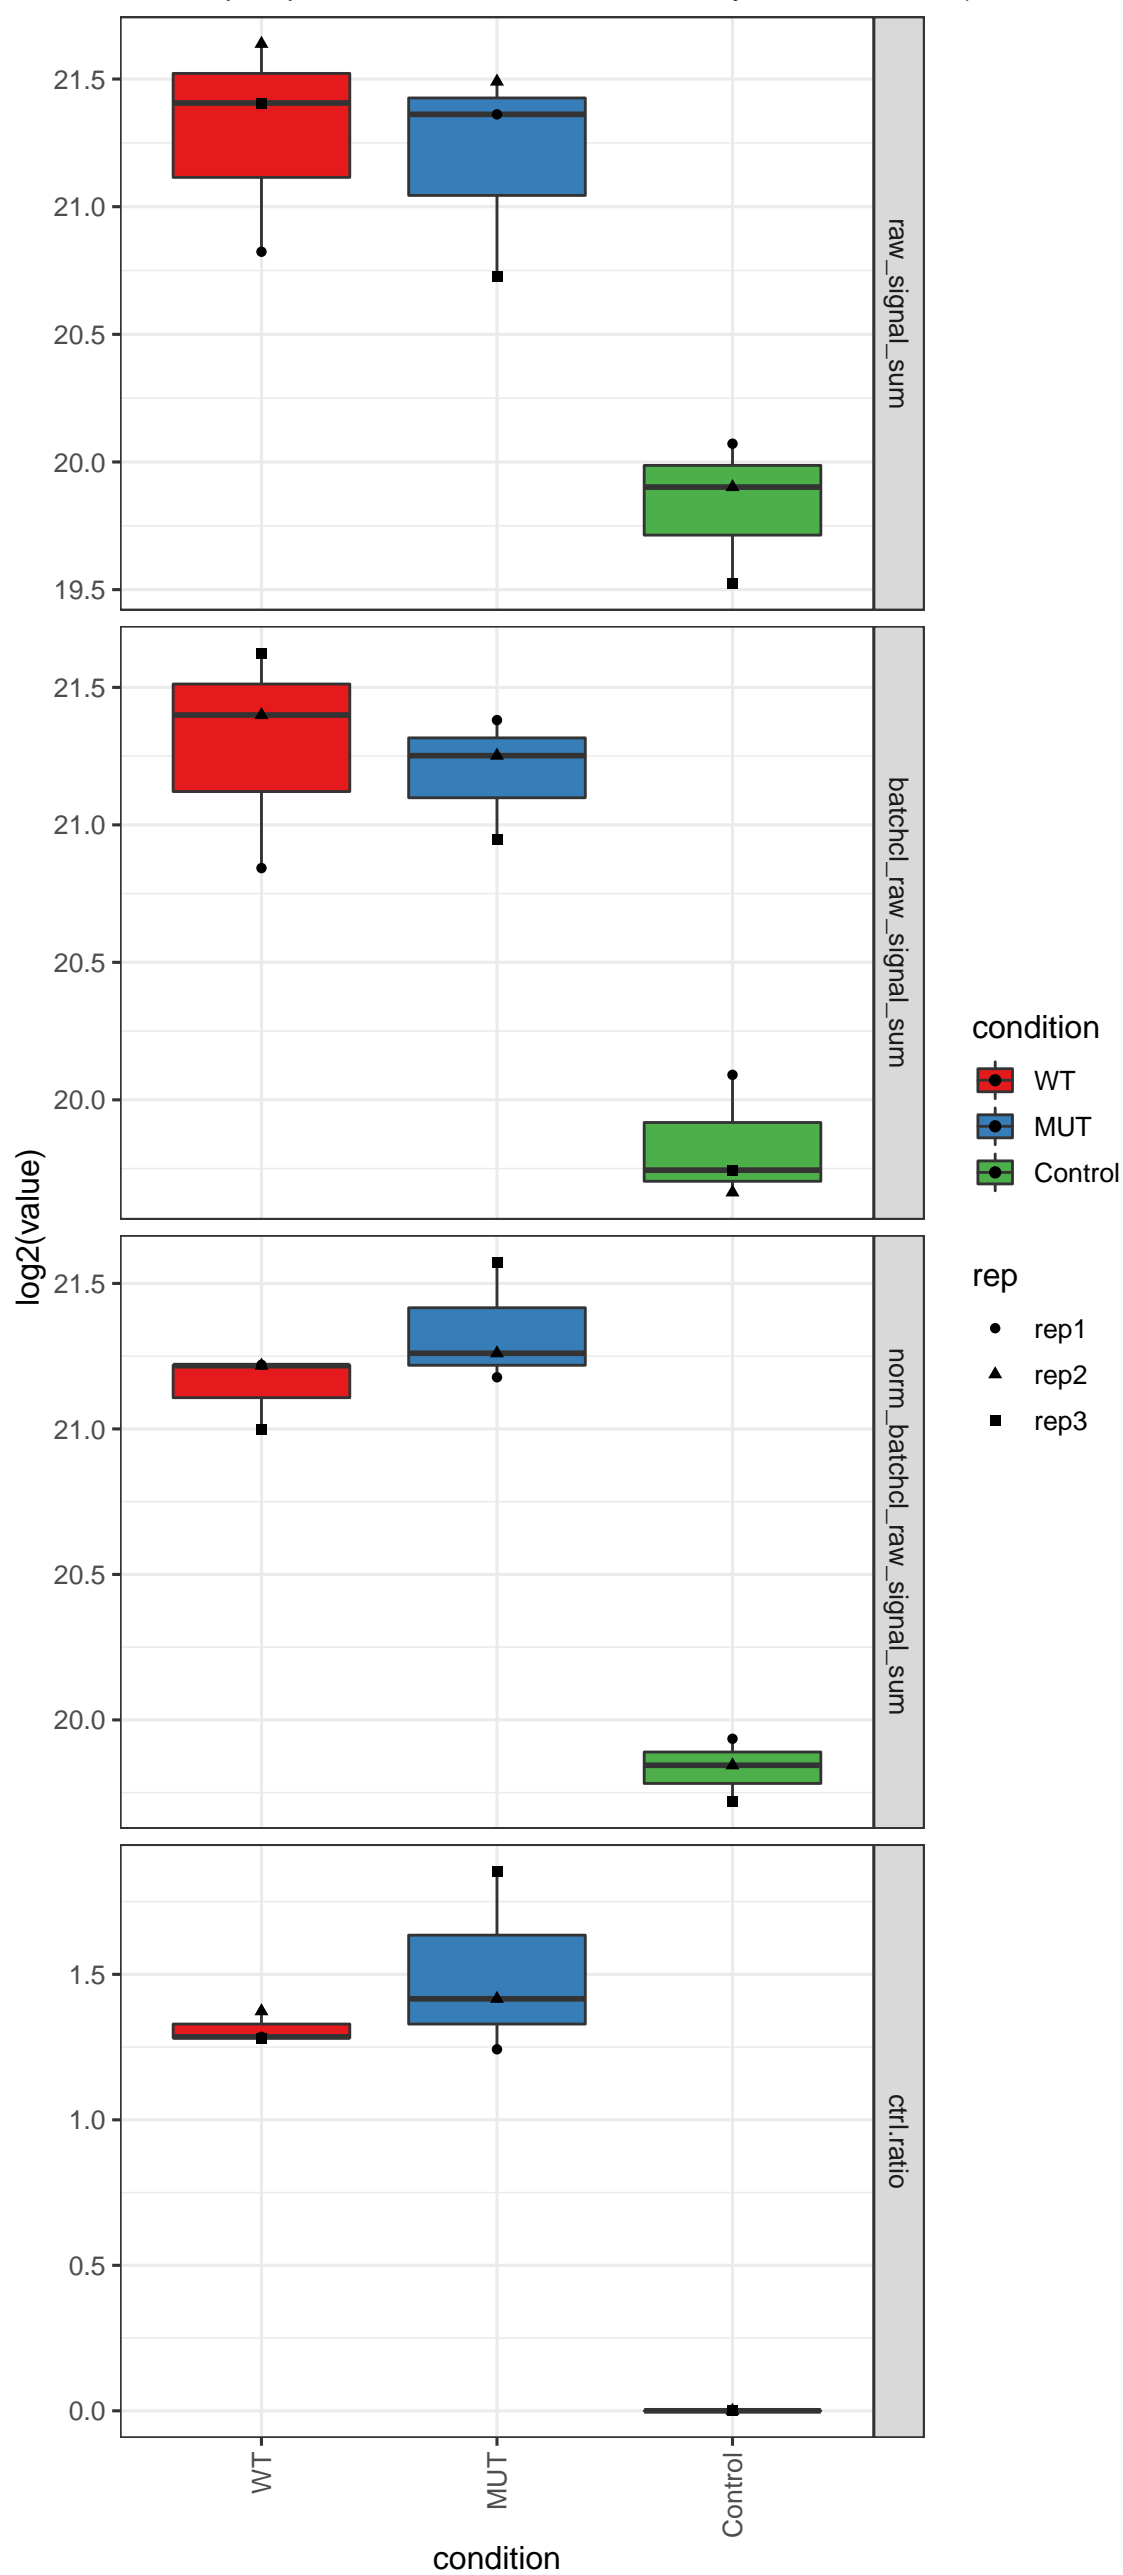 21.5
21.0
20.5
20.0
19.5
raw_signal_sum
21.5
21.0
20.5
20.0
batchcl_raw_signal_sum
21.5
21.0
20.5
20.0
norm_batchcl_raw_signal_sum
1.5
1.0
0.5
0.0
ctrl.ratio
log2(value)
WT
MUT
Control
condition
condition
WT
MUT
Control
rep
rep1
rep2
rep3